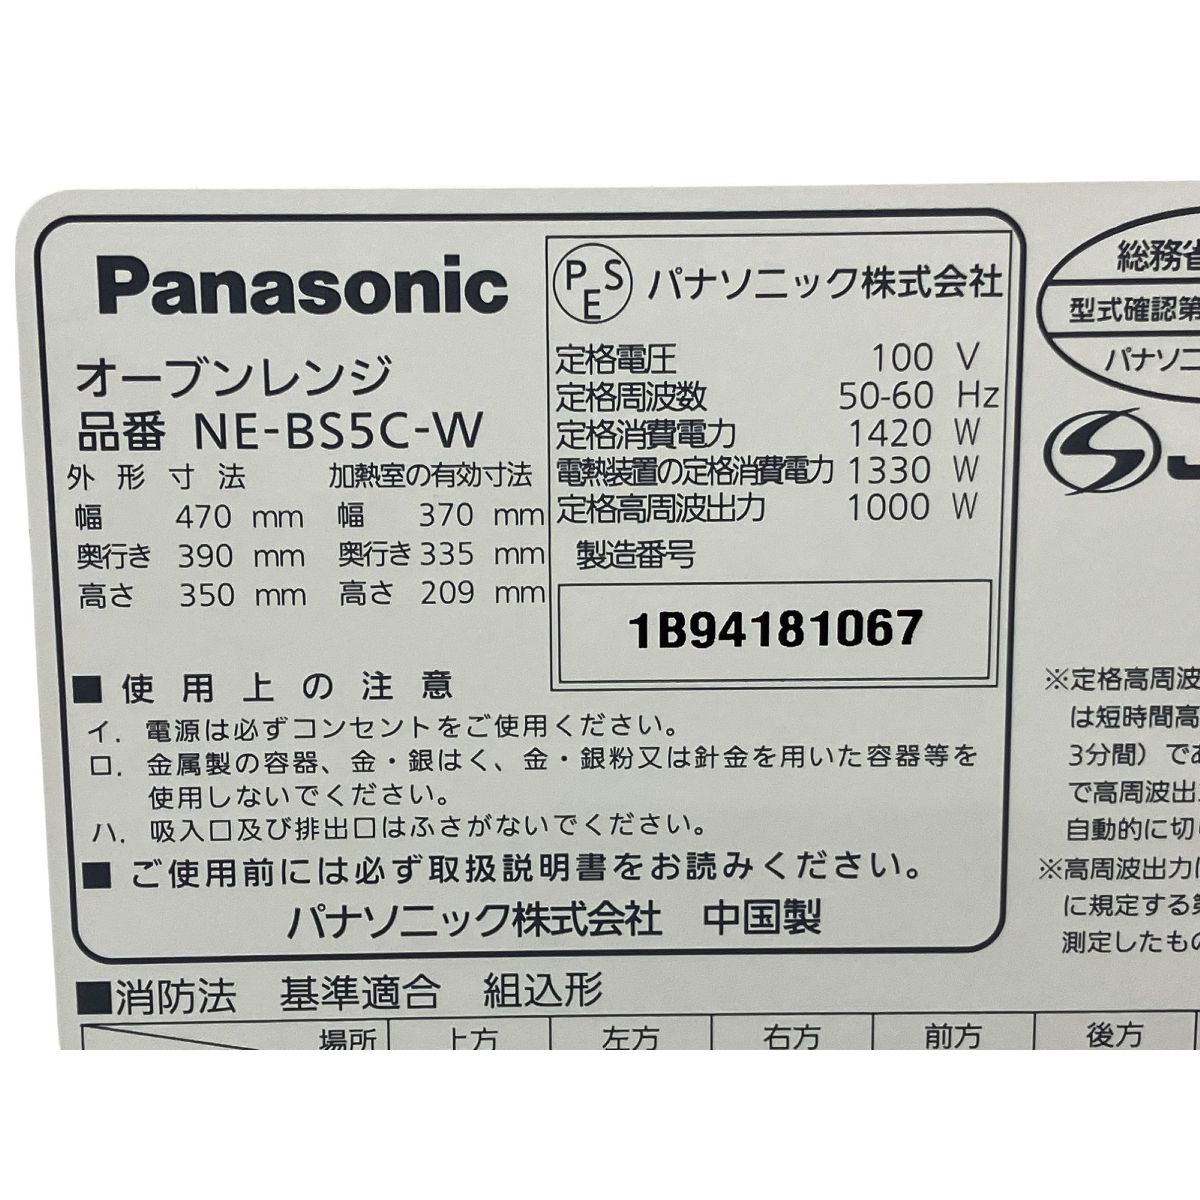 Panasonic
オーブンレンジ
品番 NE-BS5C-W
外形寸法 加熱室の有効寸法
幅 470 mm 幅 370 mm
奥行き 390 mm 奥行き 335 mm
高さ 350 mm 高さ 209 mm
PSE パナソニック株式会社
定格電圧 100 V
定格周波数 50-60 Hz
定格消費電力 1420 W
電熱装置の定格消費電力 1330 W
定格高周波出力 1000 W
製造番号
1B94181067
■使用上の注意
イ. 電源は必ずコンセントをご使用ください。
ロ. 金属製の容器、金・銀はく、金・銀粉又は針金を用いた容器等を
使用しないでください。
ハ. 吸入口及び排出口はふさがないでください。
■ご使用前には必ず取扱説明書をお読みください。
パナソニック株式会社 中国製
総務省
型式確認第
パナソニ
※定格高周波
は短時間高
3分間）であ
で高周波出
自動的に切
※高周波出力
に規定する
測定したもの
■消防法 基準適合 組込形
場所 上方 左方 右方 前方 後方